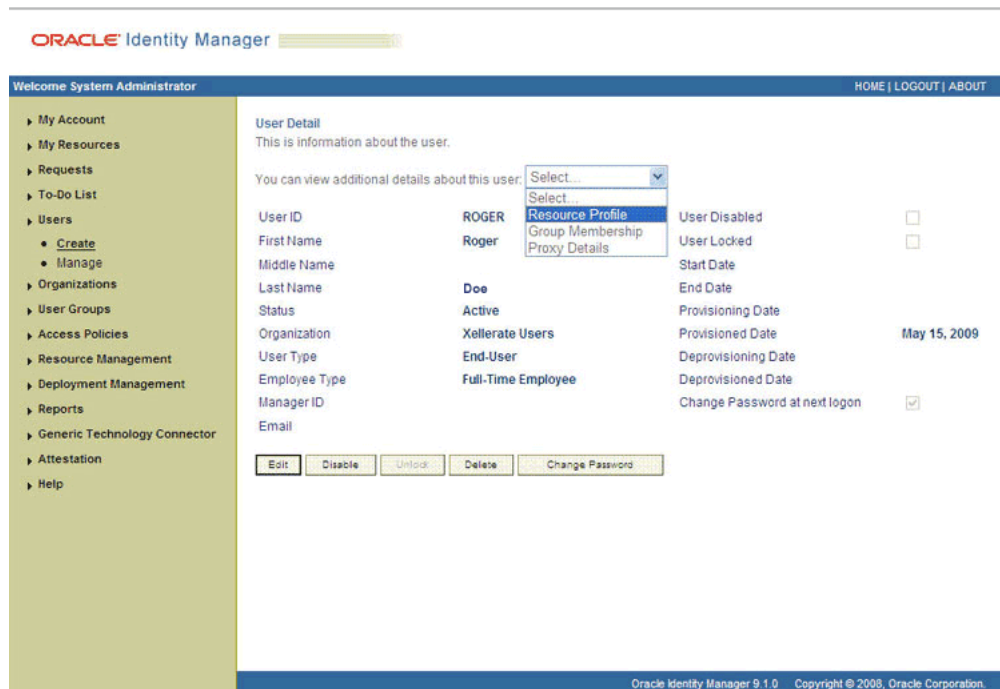 ORACLE Identity Manager
Welcome System Administrator
HOME | LOGOUT | ABOUT
My Account
My Resources
Requests
To-Do List
Users
Create
Manage
Organizations
User Groups
Access Policies
Resource Management
Deployment Management
Reports
Generic Technology Connector
Attestation
Help
User Detail
This is information about the user.
You can view additional details about this user: Select...
Select...
Resource Profile
Group Membership
Proxy Details
User ID ROGER
First Name Roger
Middle Name
Last Name Doe
Status Active
Organization Xellerate Users
User Type End-User
Employee Type Full-Time Employee
Manager ID
Email
User Disabled
User Locked
Start Date
End Date
Provisioning Date
Provisioned Date May 15, 2009
Deprovisioning Date
Deprovisioned Date
Change Password at next logon
Edit Disable Unlock Delete Change Password
Oracle Identity Manager 9.1.0 Copyright © 2008, Oracle Corporation.